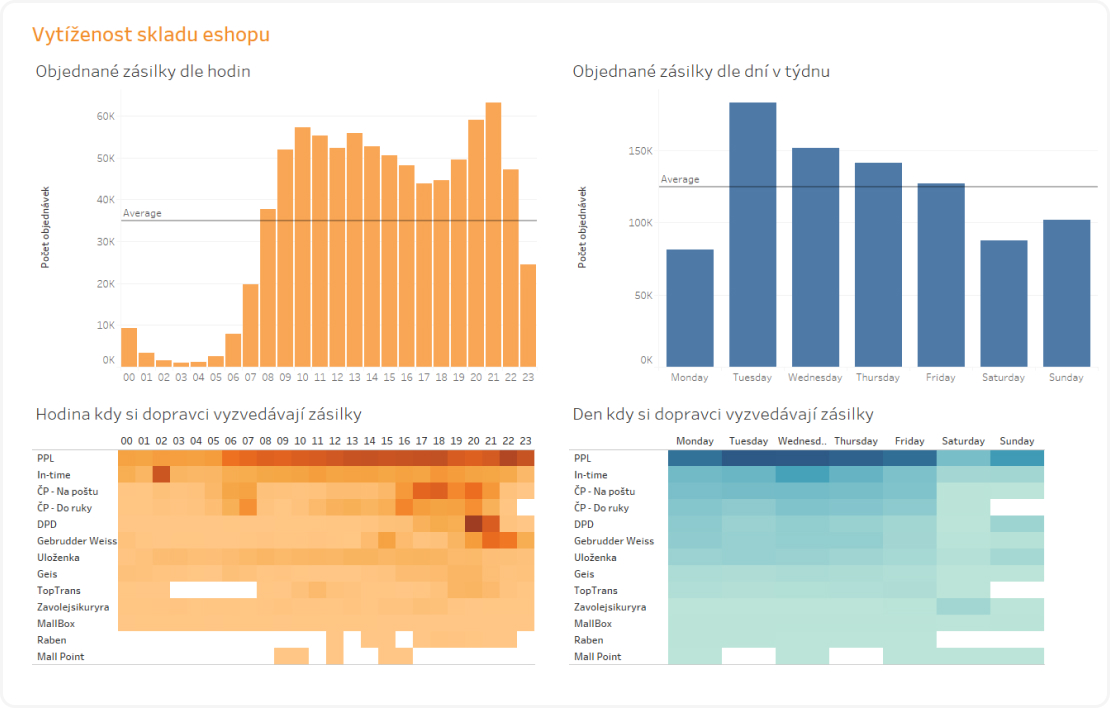 Vytíženost skladu eshopu
Objednané zásilky dle hodin
Počet objednávek
60K
50K
40K
30K
20K
10K
0K
Average
00 01 02 03 04 05 06 07 08 09 10 11 12 13 14 15 16 17 18 19 20 21 22 23
Objednané zásilky dle dní v týdnu
Počet objednávek
150K
100K
50K
0K
Average
Monday Tuesday Wednesday Thursday Friday Saturday Sunday
Hodina kdy si dopravci vyzvedávají zásilky
00 01 02 03 04 05 06 07 08 09 10 11 12 13 14 15 16 17 18 19 20 21 22 23
PPL
In-time
ČP - Na poštu
ČP - Do ruky
DPD
Gebrudder Weiss
Uloženka
Geis
TopTrans
Zavolejsikuryra
MallBox
Raben
Mall Point
Den kdy si dopravci vyzvedávají zásilky
Monday Tuesday Wednesd.. Thursday Friday Saturday Sunday
PPL
In-time
ČP - Na poštu
ČP - Do ruky
DPD
Gebrudder Weiss
Uloženka
Geis
TopTrans
Zavolejsikuryra
MallBox
Raben
Mall Point